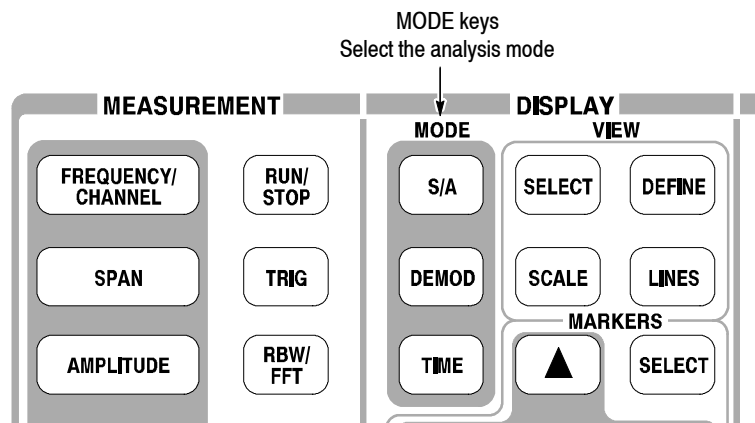 MODE keys
Select the analysis mode
MEASUREMENT
DISPLAY
MODE
VIEW
FREQUENCY/
CHANNEL
RUN/
STOP
S/A
SELECT
DEFINE
SPAN
TRIG
DEMOD
SCALE
LINES
MARKERS
AMPLITUDE
RBW/
FFT
TIME
SELECT